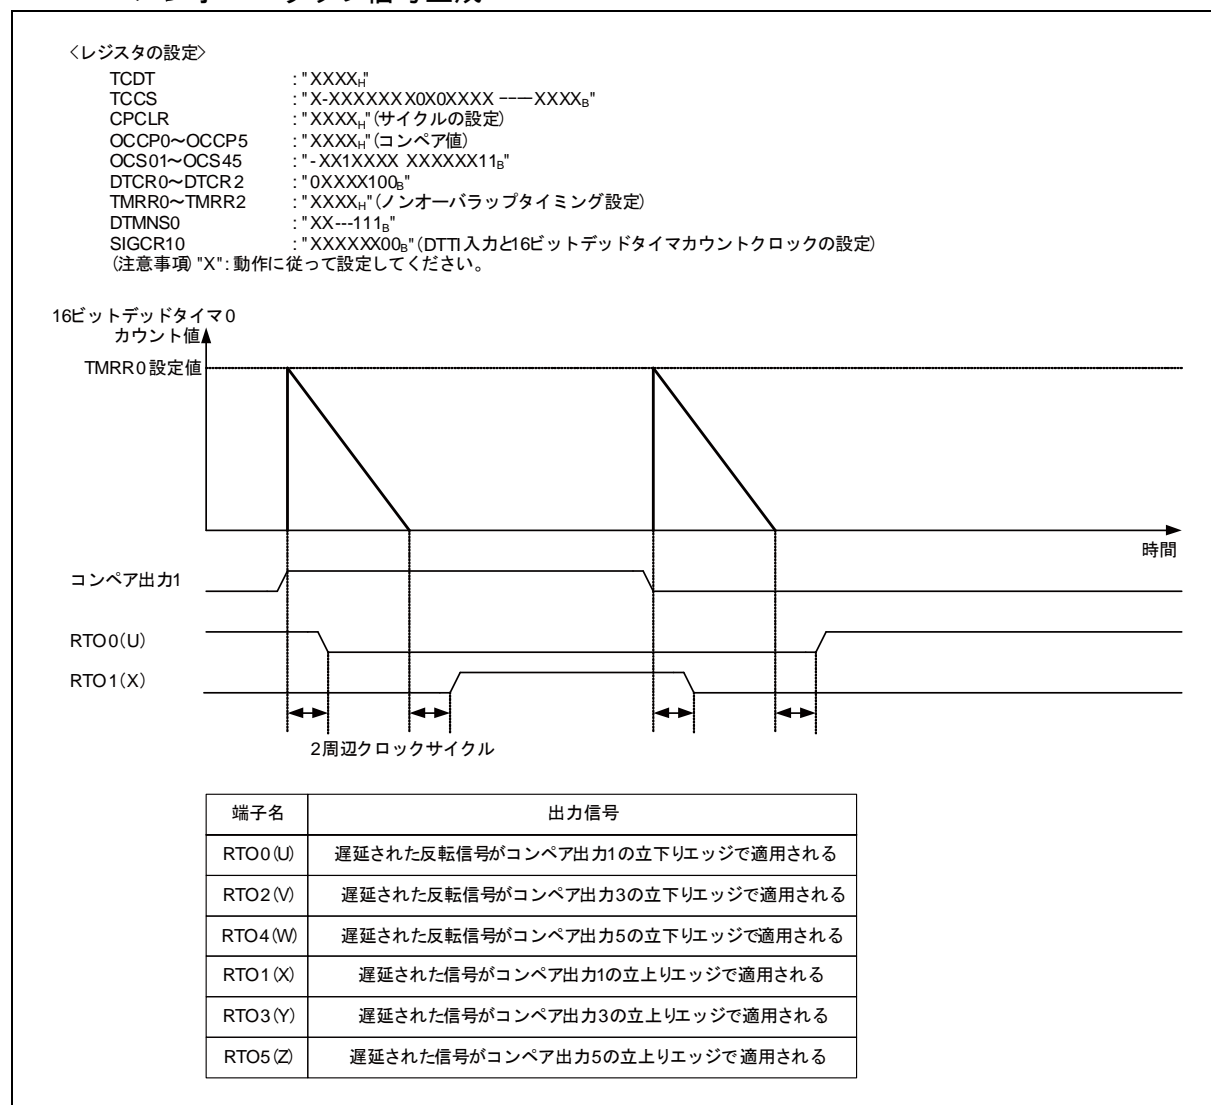 〈レジスタの設定〉
TCDT :"XXXXH"
TCCS :"X-XXXXXXX0X0XXXX ----XXXXB"
CPCLR :"XXXXH"(サイクルの設定)
OCCP0～OCCP5 :"XXXXH"(コンペア値)
OCS01～OCS45 :"-XX1XXXX XXXXXX11B"
DTCR0～DTCR2 :"0XXXX100B"
TMRR0～TMRR2 :"XXXXH"(ノンオーバラップタイミング設定)
DTMNS0 :"XX---111B"
SIGCR10 :"XXXXXX00B"(DTTI入力と16ビットデッドタイマカウントクロックの設定)
(注意事項)"X":動作に従って設定してください。
16ビットデッドタイマ0
カウント値
TMRR0設定値
時間
コンペア出力1
RTO0(U)
RTO1(X)
2周辺クロックサイクル
端子名 出力信号
RTO0(U) 遅延された反転信号がコンペア出力1の立下りエッジで適用される
RTO2(V) 遅延された反転信号がコンペア出力3の立下りエッジで適用される
RTO4(W) 遅延された反転信号がコンペア出力5の立下りエッジで適用される
RTO1(X) 遅延された信号がコンペア出力1の立上りエッジで適用される
RTO3(Y) 遅延された信号がコンペア出力3の立上りエッジで適用される
RTO5(Z) 遅延された信号がコンペア出力5の立上りエッジで適用される